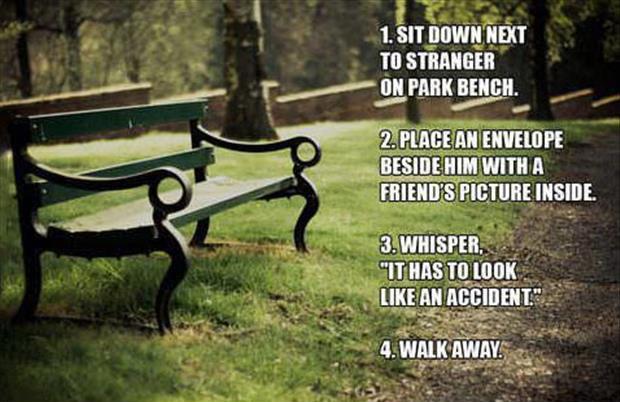 1. SIT DOWN NEXT
TO STRANGER
ON PARK BENCH.
2. PLACE AN ENVELOPE
BESIDE HIM WITH A
FRIEND'S PICTURE INSIDE.
3. WHISPER,
"IT HAS TO LOOK
LIKE AN ACCIDENT."
4. WALK AWAY.